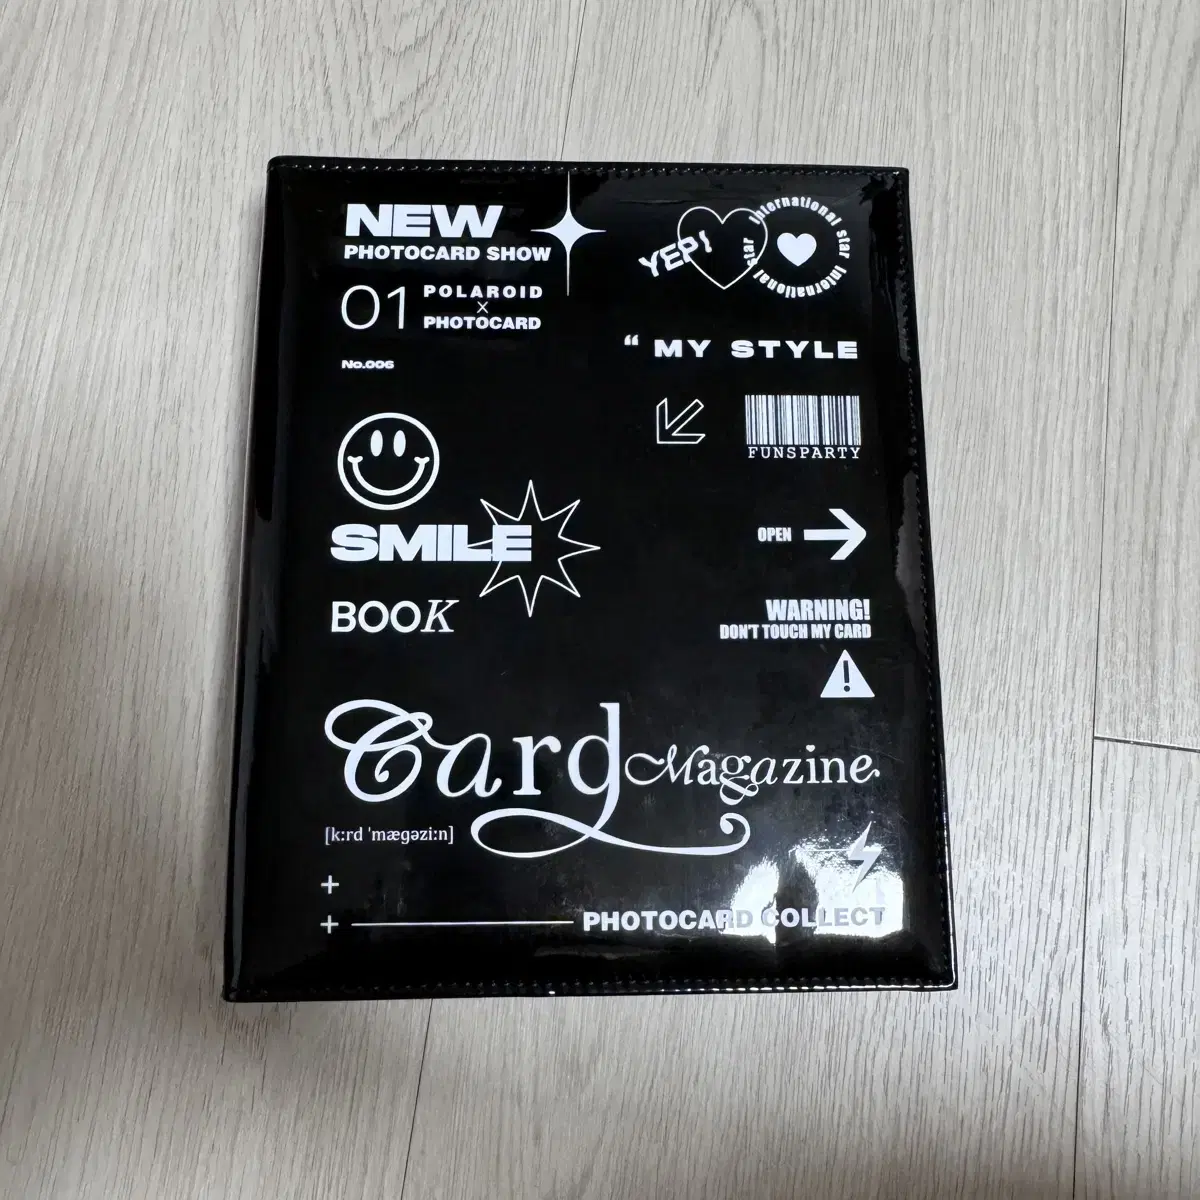 NEW
PHOTOCARD SHOW
01 POLAROID
X
PHOTOCARD
No.006
YEP!
International star International star
“ MY STYLE
FUNSPARTY
SMILE
BOOK
OPEN
WARNING!
DON'T TOUCH MY CARD
!
Card Magazine
[k:rd 'mægəzi:n]
+
+ PHOTOCARD COLLECT